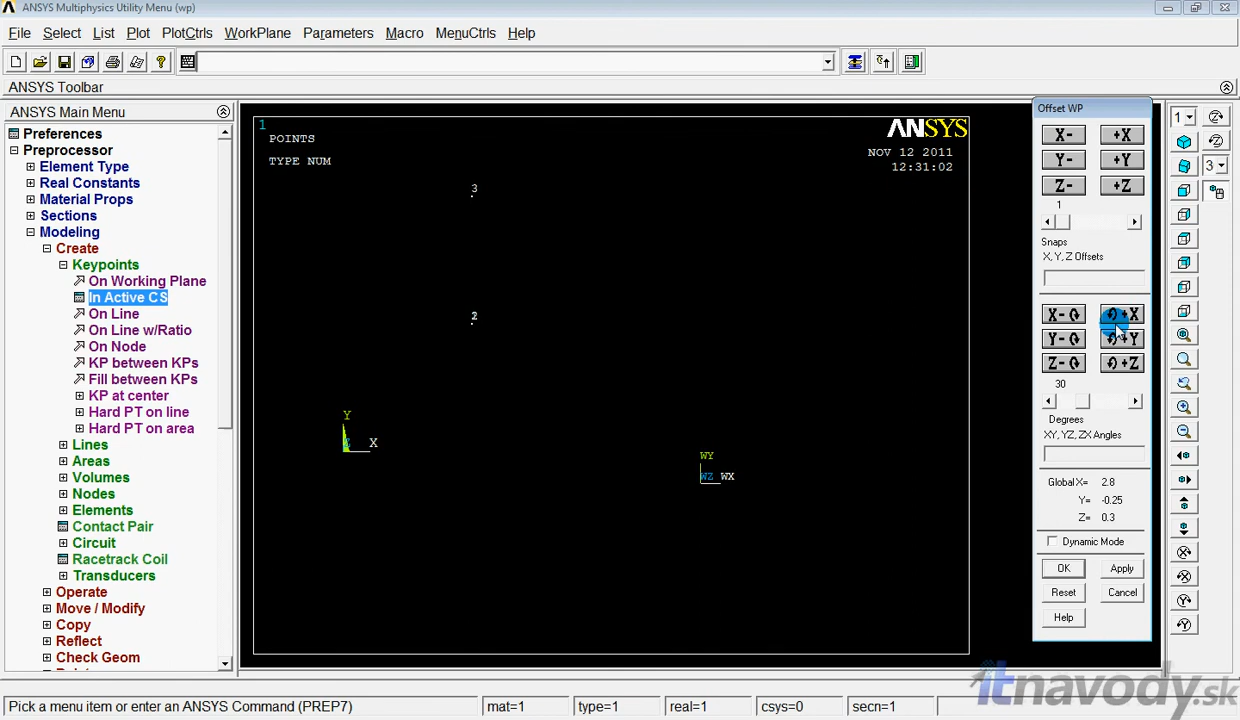 ANSYS Multiphysics Utility Menu (wp)
File Select List Plot PlotCtrls WorkPlane Parameters Macro MenuCtrls Help
ANSYS Toolbar
ANSYS Main Menu
Preferences
Preprocessor
Element Type
Real Constants
Material Props
Sections
Modeling
Create
Keypoints
On Working Plane
In Active CS
On Line
On Line w/Ratio
On Node
KP between KPs
Fill between KPs
KP at center
Hard PT on line
Hard PT on area
Lines
Areas
Volumes
Nodes
Elements
Contact Pair
Circuit
Racetrack Coil
Transducers
Operate
Move / Modify
Copy
Reflect
Check Geom
1
POINTS
TYPE NUM
ANSYS
NOV 12 2011
12:31:02
3
Y
X
WY
WZ WX
Offset WP
X- +X
Y- +Y
Z- +Z
1
Snaps
X, Y, Z Offsets
X- +X
Y- +Y
Z- +Z
30
Degrees
XY, YZ, ZX Angles
Global X= 2.8
Y= -0.25
Z= 0.3
Dynamic Mode
OK Apply
Reset Cancel
Help
1
3
itnavody.sk
Pick a menu item or enter an ANSYS Command (PREP7) mat=1 type=1 real=1 csys=0 secn=1